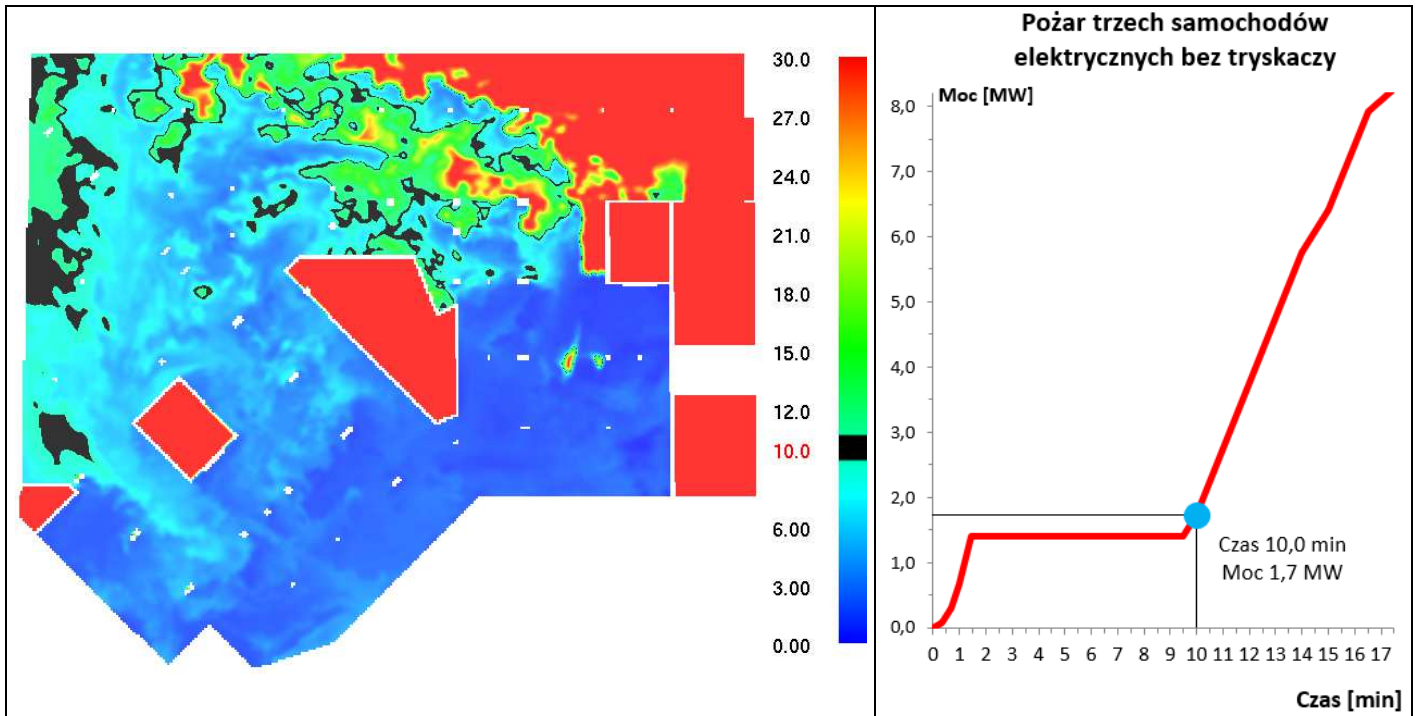 30.0
27.0
24.0
21.0
18.0
15.0
12.0
10.0
6.00
3.00
0.00
Pożar trzech samochodów
elektrycznych bez tryskaczy
Moc [MW]
8,0
7,0
6,0
5,0
4,0
3,0
2,0
1,0
0,0
Czas 10,0 min
Moc 1,7 MW
0 1 2 3 4 5 6 7 8 9 10 11 12 13 14 15 16 17
Czas [min]